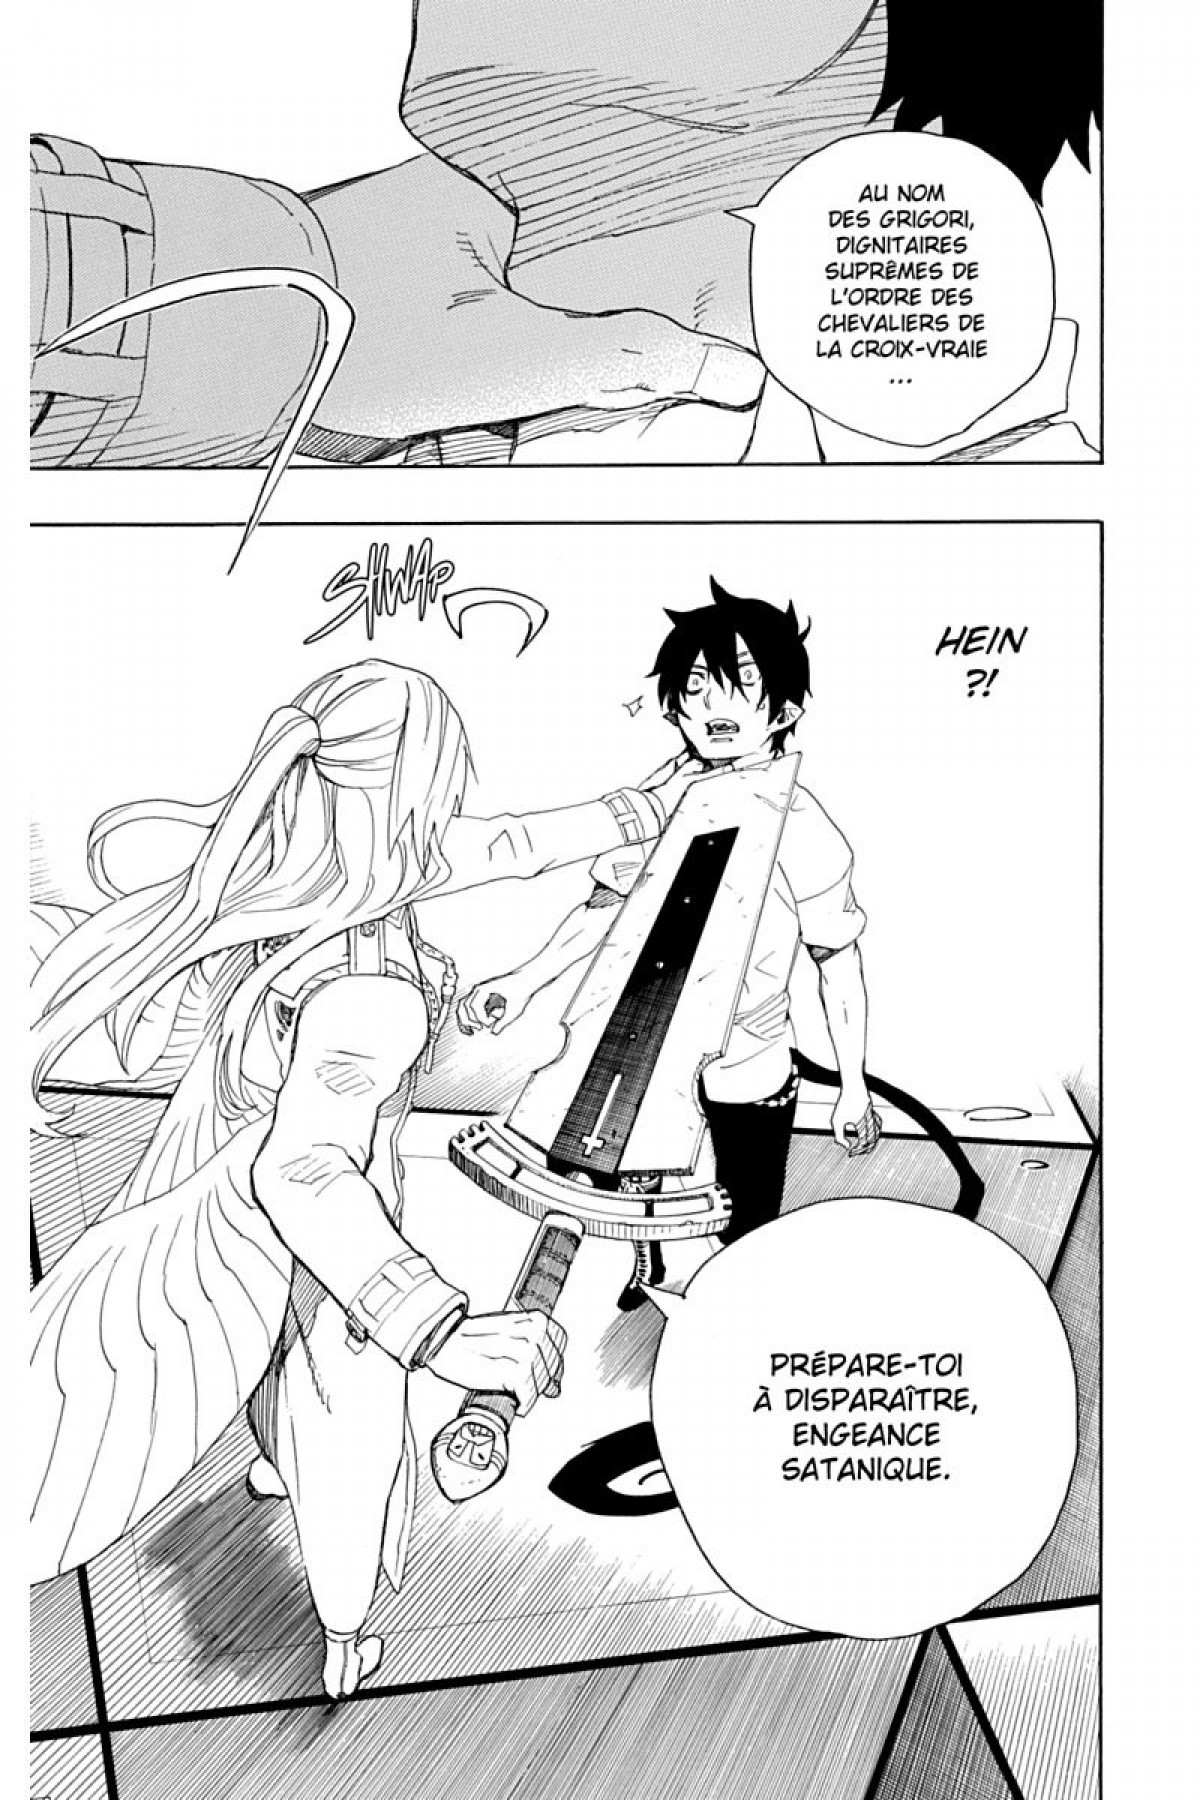 AU NOM
DES GRIGORI,
DIGNITAIRES
SUPRÊMES DE
L'ORDRE DES
CHEVALIERS DE
LA CROIX-VRAIE
...
SHWAP
HEIN
?!
PRÉPARE-TOI
À DISPARAÎTRE,
ENGEANCE
SATANIQUE.